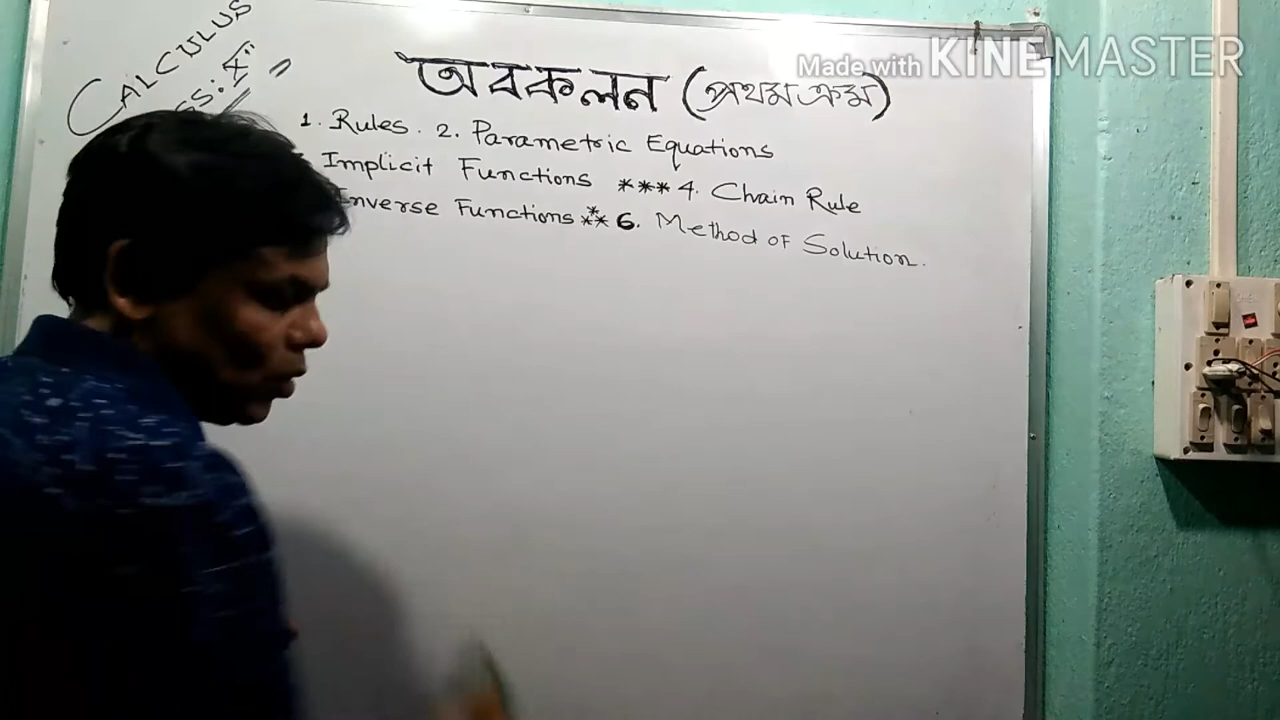 CALCULUS
Made with KINEMASTER
অবকলন (প্রথম ক্রম)
1. Rules. 2. Parametric Equations
Implicit Functions *** 4. Chain Rule
Inverse Functions *** 6. Method of Solution.